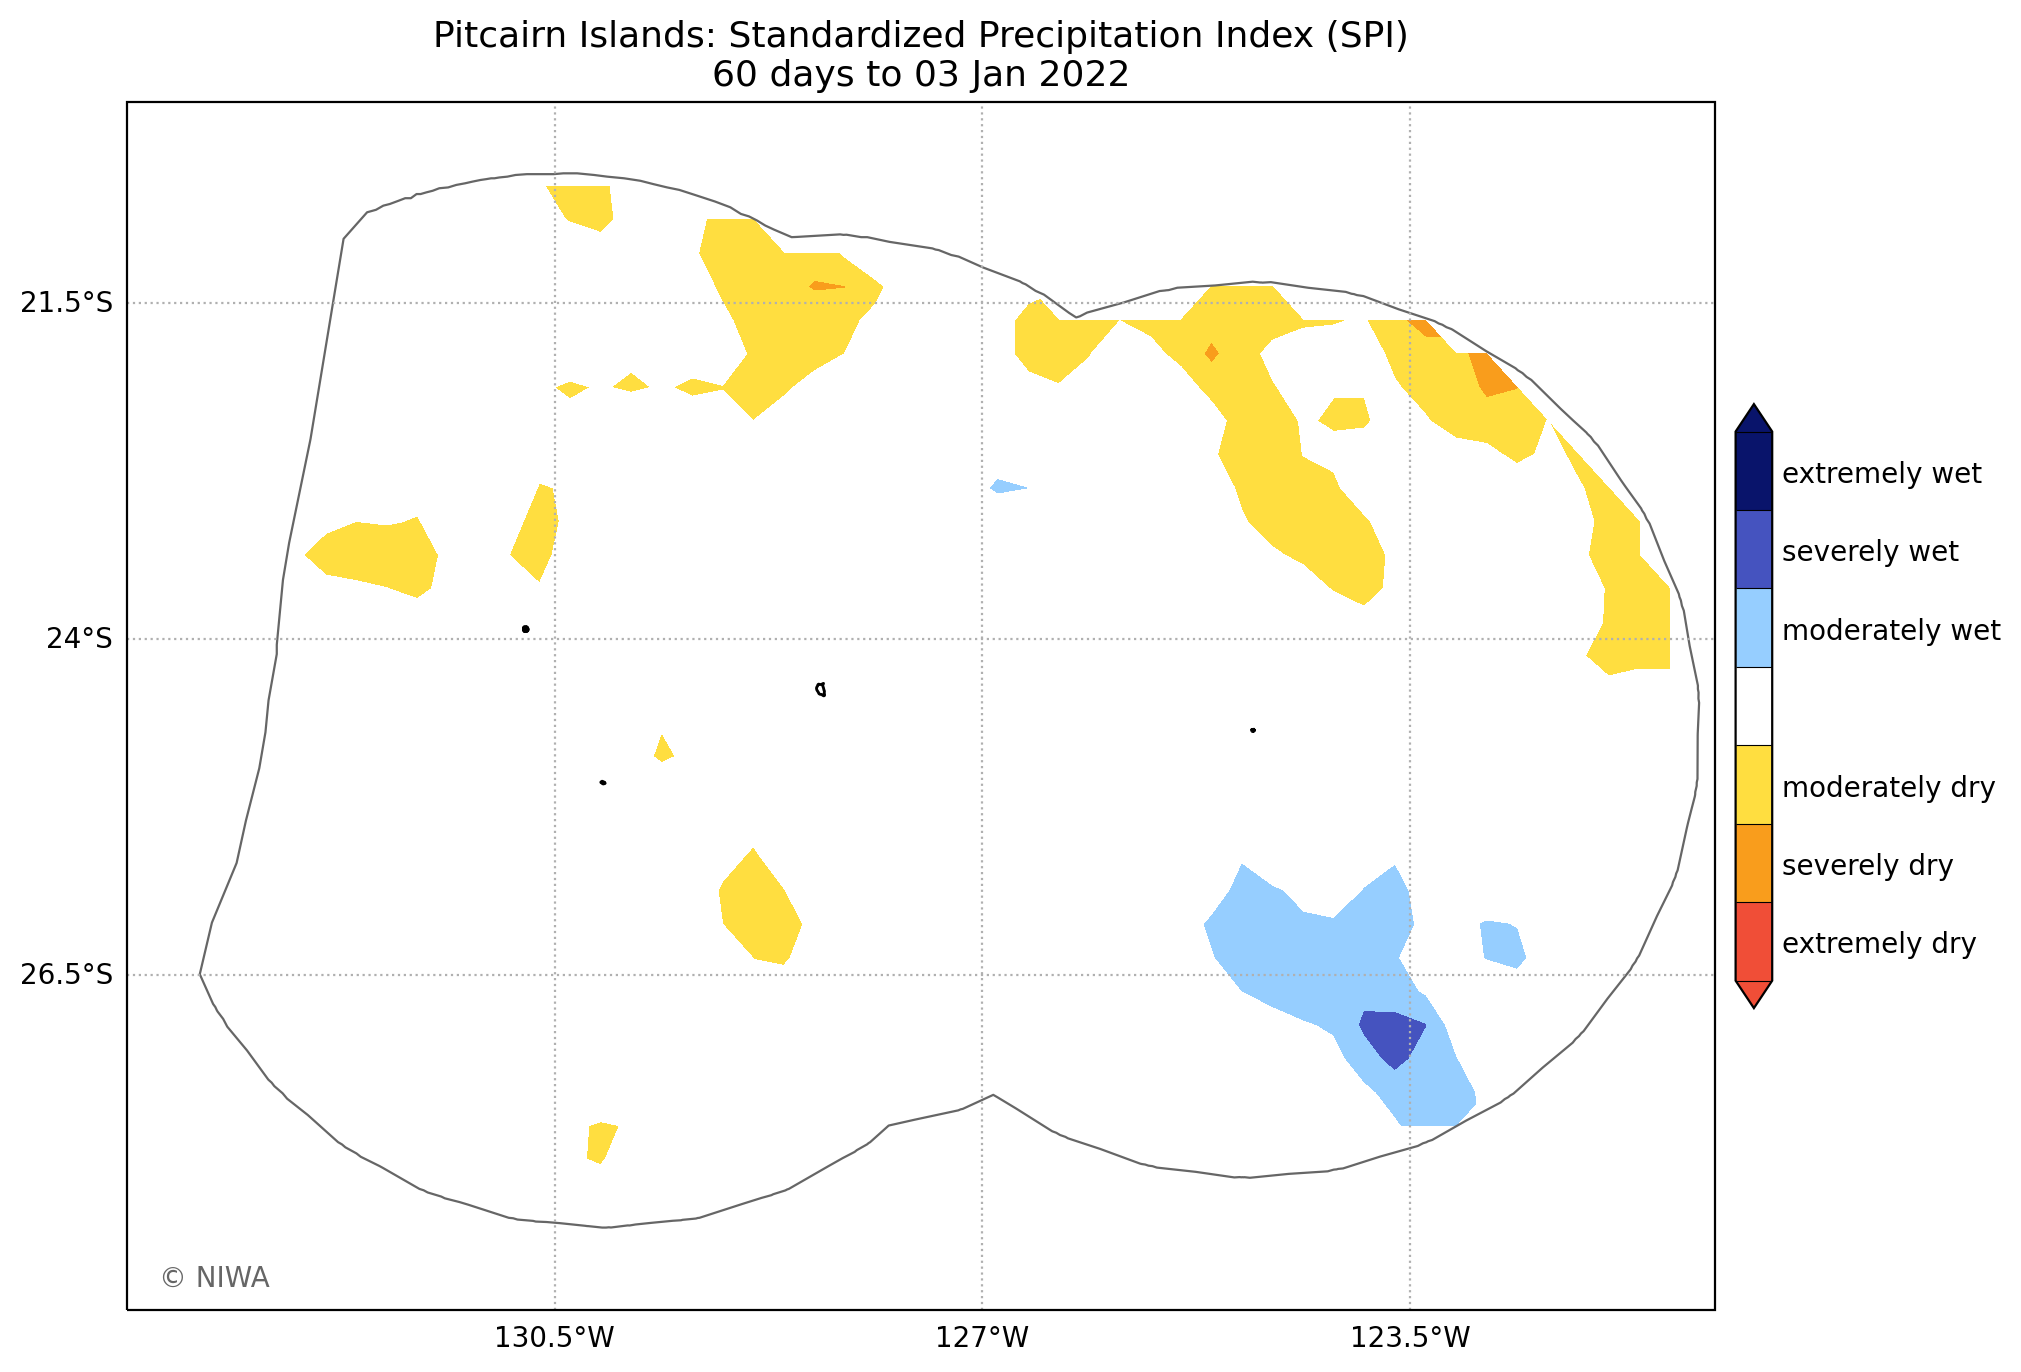 Pitcairn Islands: Standardized Precipitation Index (SPI)
60 days to 03 Jan 2022
21.5°S
24°S
26.5°S
130.5°W
127°W
123.5°W
extremely wet
severely wet
moderately wet
moderately dry
severely dry
extremely dry
© NIWA